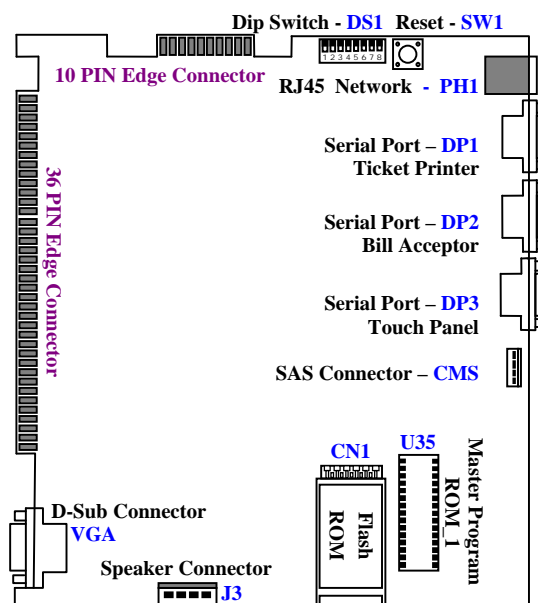 Dip Switch - DS1 Reset - SW1
1 2 3 4 5 6 7 8
10 PIN Edge Connector
RJ45 Network - PH1
36 PIN Edge Connector
Serial Port – DP1
Ticket Printer
Serial Port – DP2
Bill Acceptor
Serial Port – DP3
Touch Panel
SAS Connector – CMS
CN1
U35
Master Program
ROM_1
Flash
ROM
D-Sub Connector
VGA
Speaker Connector
J3